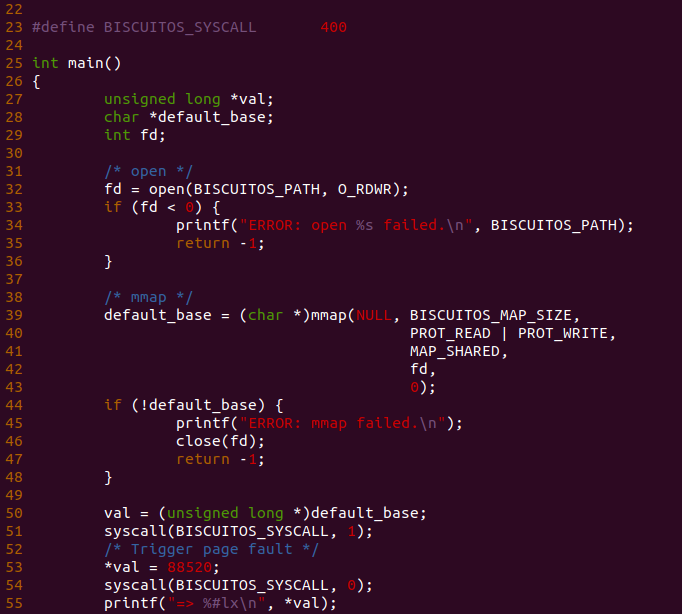 22
23 #define BISCUITOS_SYSCALL       400
24
25 int main()
26 {
27         unsigned long *val;
28         char *default_base;
29         int fd;
30
31         /* open */
32         fd = open(BISCUITOS_PATH, O_RDWR);
33         if (fd < 0) {
34                 printf("ERROR: open %s failed.\n", BISCUITOS_PATH);
35                 return -1;
36         }
37
38         /* mmap */
39         default_base = (char *)mmap(NULL, BISCUITOS_MAP_SIZE,
40                                           PROT_READ | PROT_WRITE,
41                                           MAP_SHARED,
42                                           fd,
43                                           0);
44         if (!default_base) {
45                 printf("ERROR: mmap failed.\n");
46                 close(fd);
47                 return -1;
48         }
49
50         val = (unsigned long *)default_base;
51         syscall(BISCUITOS_SYSCALL, 1);
52         /* Trigger page fault */
53         *val = 88520;
54         syscall(BISCUITOS_SYSCALL, 0);
55         printf("=> %#lx\n", *val);